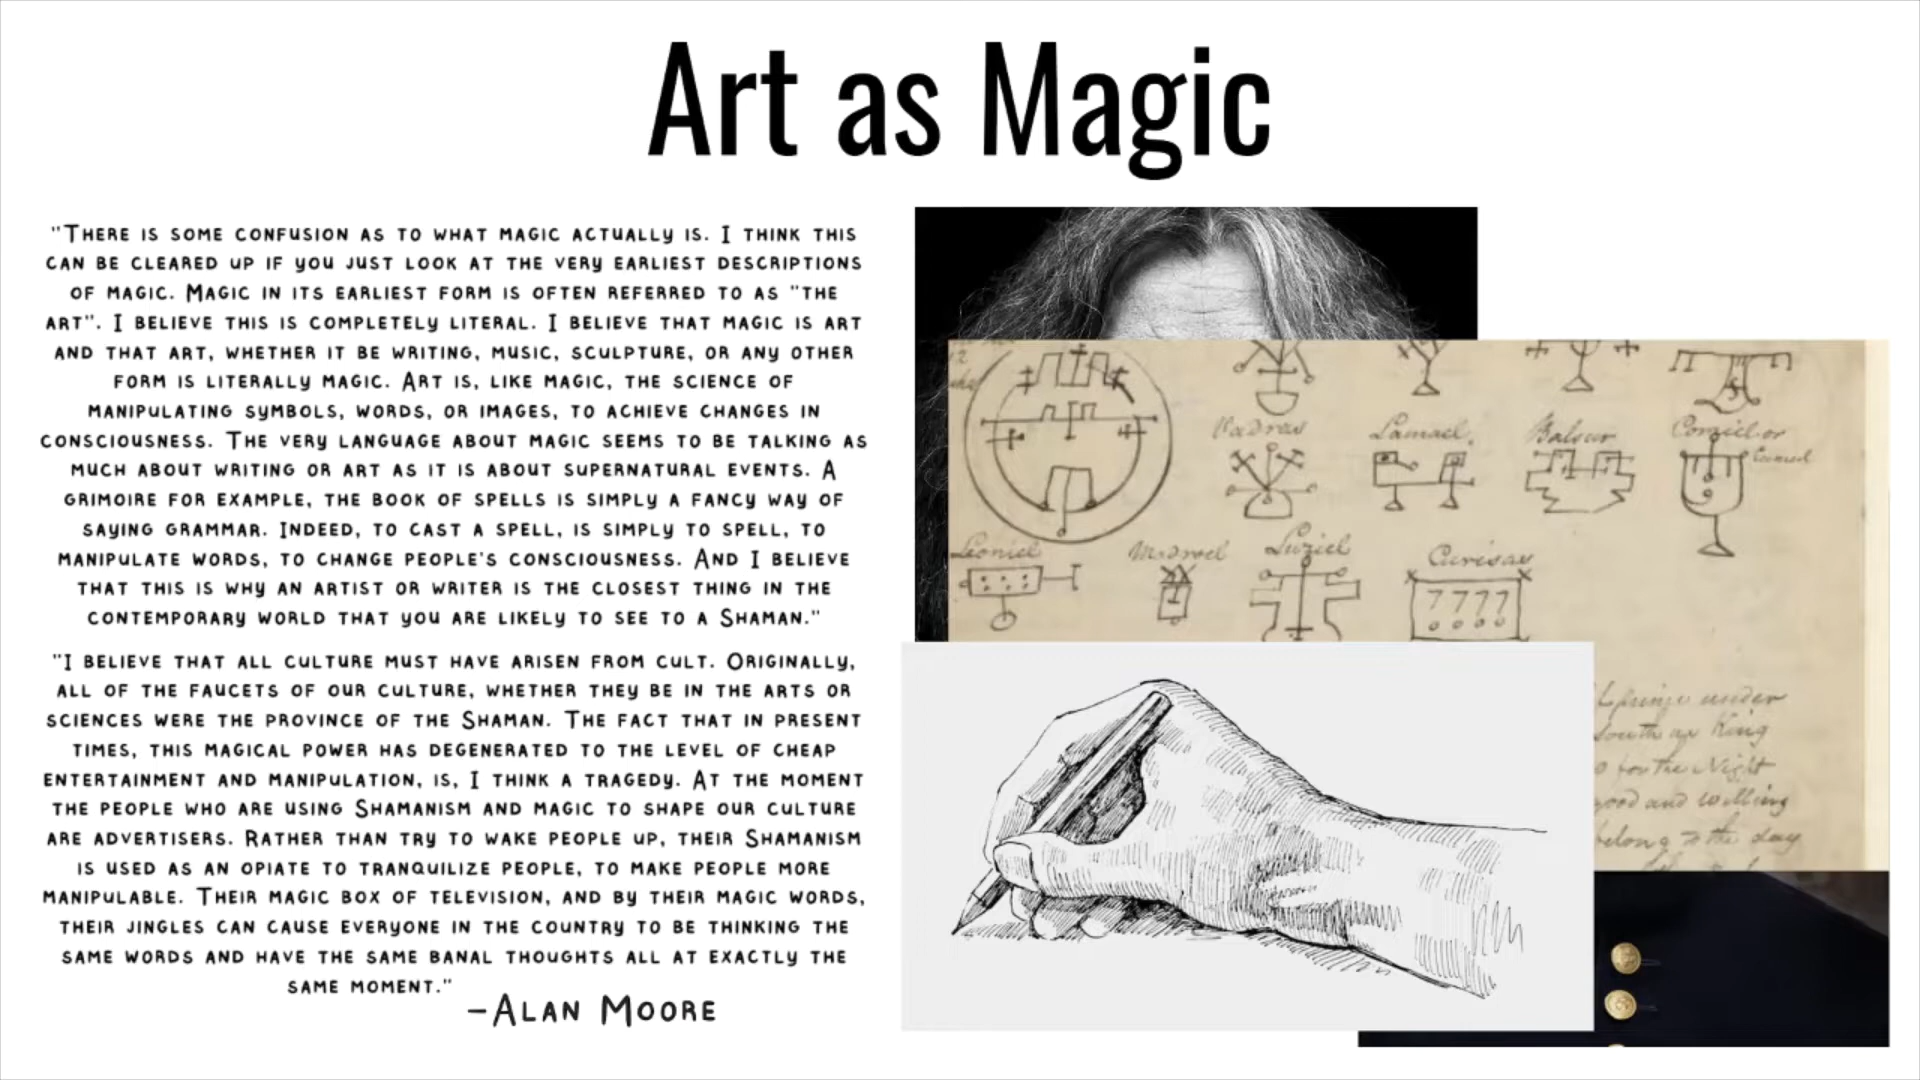 Art as Magic
"There is some confusion as to what magic actually is. I think this
can be cleared up if you just look at the very earliest descriptions
of magic. Magic in its earliest form is often referred to as "the
art". I believe this is completely literal. I believe that magic is art
and that art, whether it be writing, music, sculpture, or any other
form is literally magic. Art is, like magic, the science of
manipulating symbols, words, or images, to achieve changes in
consciousness. The very language about magic seems to be talking as
much about writing or art as it is about supernatural events. A
grimoire for example, the book of spells is simply a fancy way of
saying grammar. Indeed, to cast a spell, is simply to spell, to
manipulate words, to change people's consciousness. And I believe
that this is why an artist or writer is the closest thing in the
contemporary world that you are likely to see to a Shaman."
"I believe that all culture must have arisen from cult. Originally,
all of the faucets of our culture, whether they be in the arts or
sciences were the province of the Shaman. The fact that in present
times, this magical power has degenerated to the level of cheap
entertainment and manipulation, is, I think a tragedy. At the moment
the people who are using Shamanism and magic to shape our culture
are advertisers. Rather than try to wake people up, their Shamanism
is used as an opiate to tranquilize people, to make people more
manipulable. Their magic box of television, and by their magic words,
their jingles can cause everyone in the country to be thinking the
same words and have the same banal thoughts all at exactly the
same moment."
-Alan Moore
Lamael.
Balsur
or
Leoniel
7777
under
King
for the Night
good and willing
belong to the day